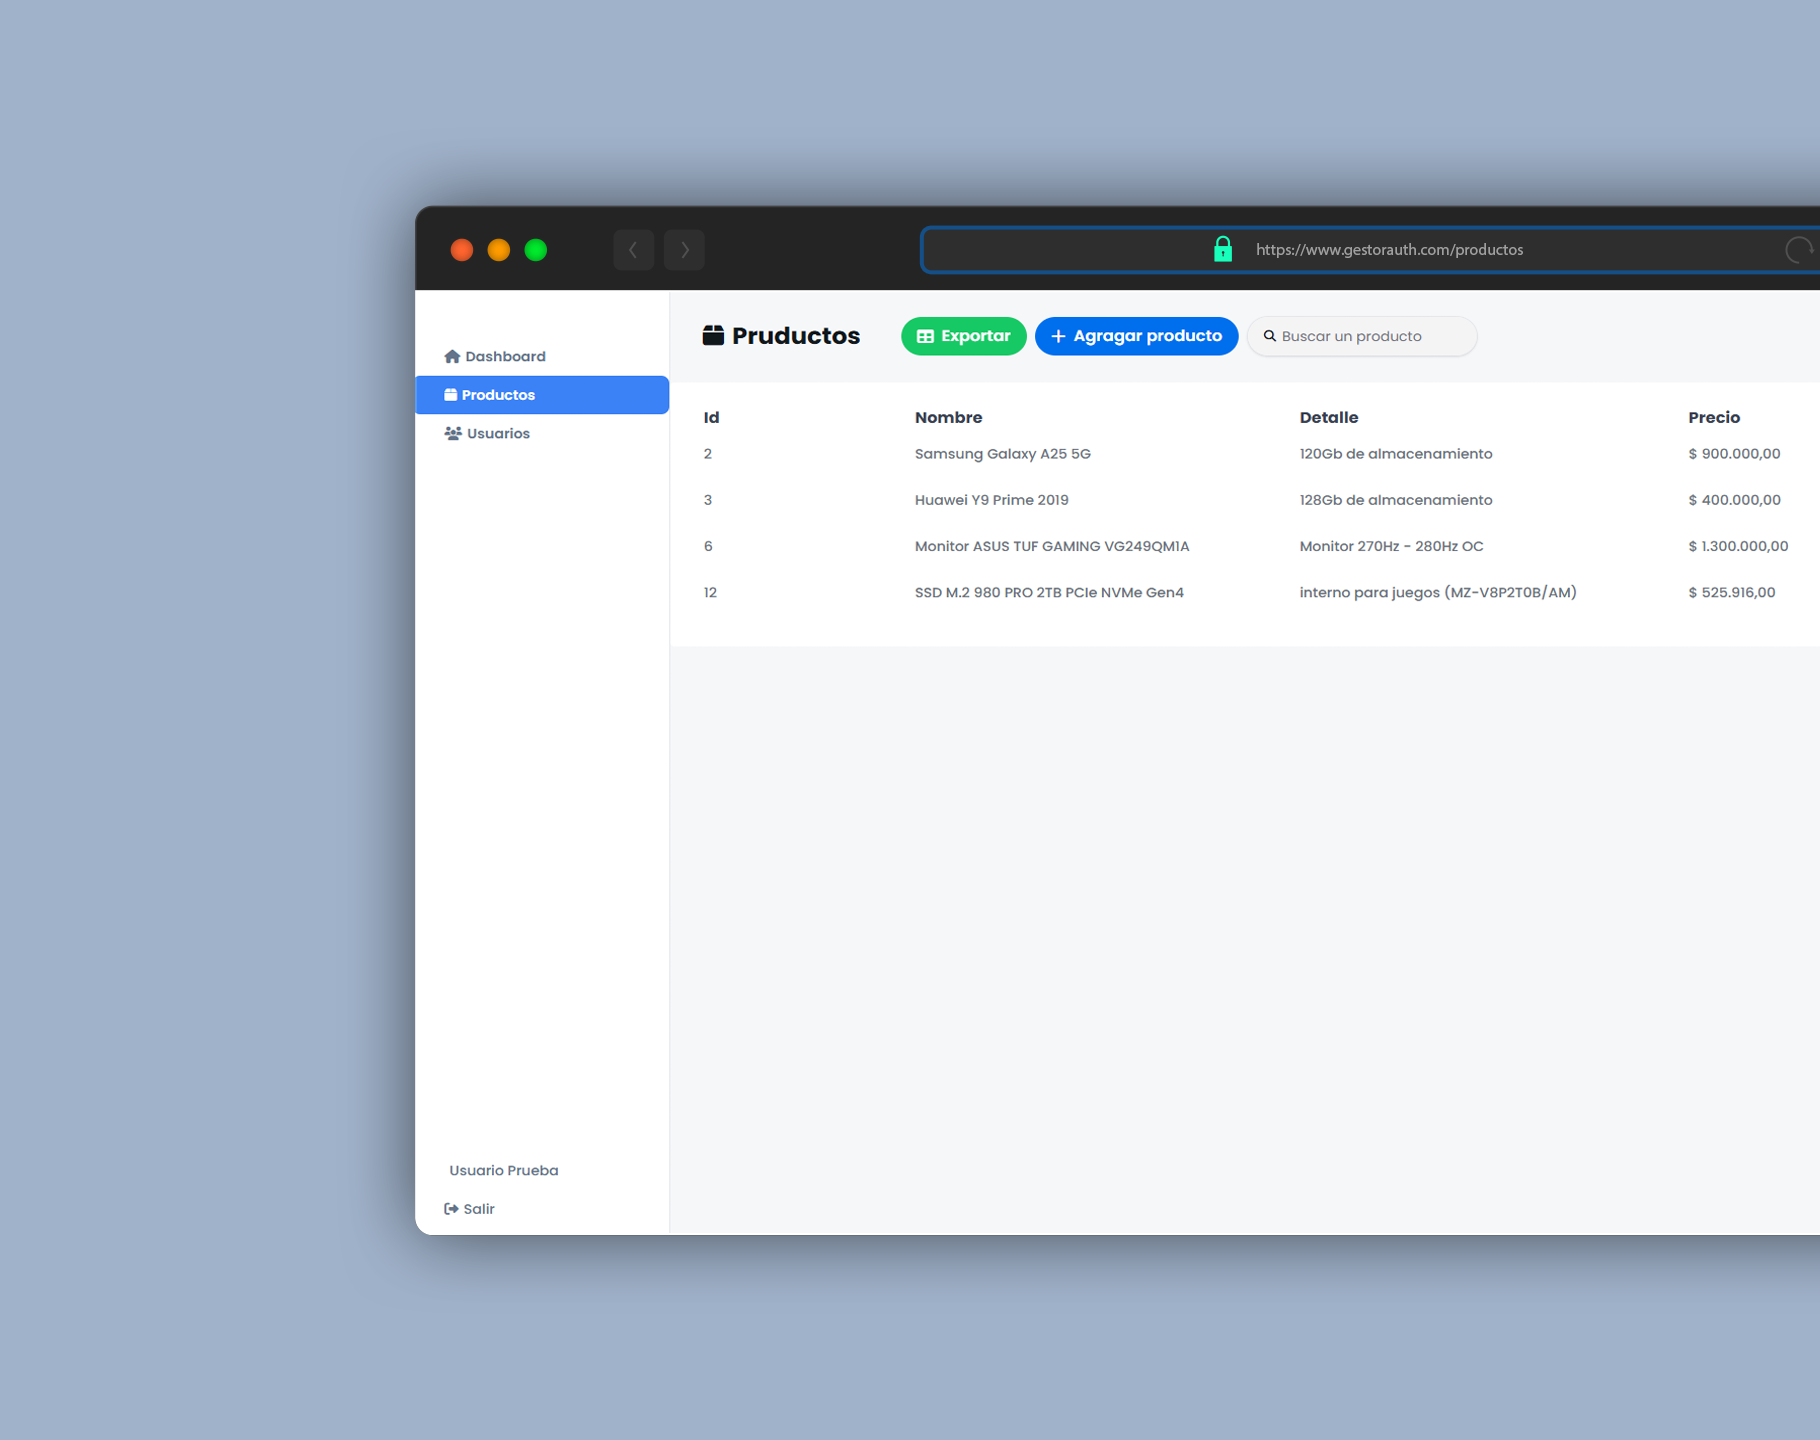 https://www.gestorauth.com/productos
Dashboard
Productos
Usuarios
Usuario Prueba
Salir
Pruductos
Exportar
Agragar producto
Buscar un producto
Id Nombre Detalle Precio
2 Samsung Galaxy A25 5G 120Gb de almacenamiento $ 900.000,00
3 Huawei Y9 Prime 2019 128Gb de almacenamiento $ 400.000,00
6 Monitor ASUS TUF GAMING VG249QM1A Monitor 270Hz - 280Hz OC $ 1.300.000,00
12 SSD M.2 980 PRO 2TB PCIe NVMe Gen4 interno para juegos (MZ-V8P2T0B/AM) $ 525.916,00